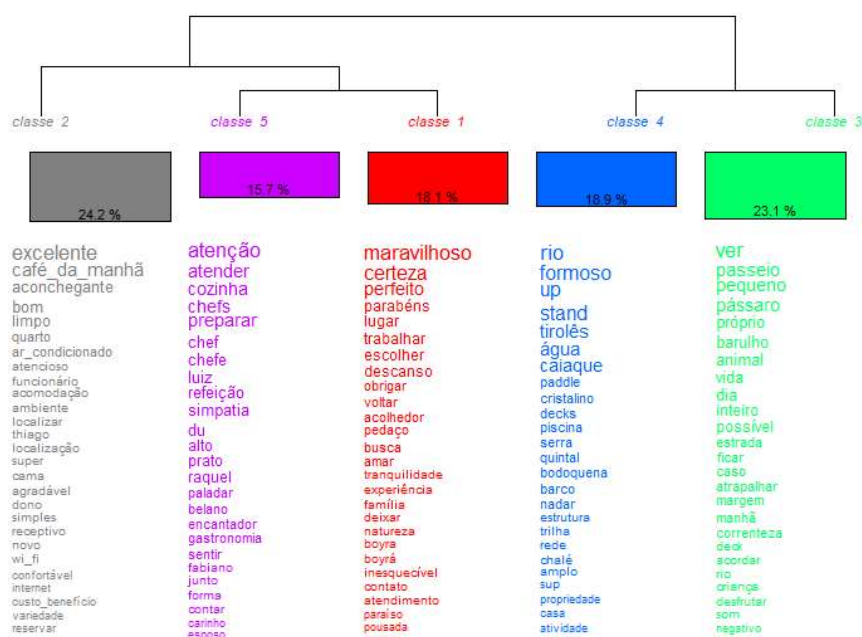 classe 2 classe 5 classe 1 classe 4 classe 3
24.2 % 15.7 % 18.1 % 18.9 % 23.1 %
excelente
café_da_manhã
aconchegante
bom
limpo
quarto
ar_condicionado
atencioso
funcionário
acomodação
ambiente
localizar
thiago
localização
super
cama
agradável
dono
simples
receptivo
novo
wi_fi
confortável
internet
custo_benefício
variedade
reservar
atenção
atender
cozinha
chefs
preparar
chef
chefe
luiz
refeição
simpatia
du
alto
prato
raquel
paladar
belano
encantador
gastronomia
sentir
fabiano
junto
forma
contar
carinho
esposo
maravilhoso
certeza
perfeito
parabéns
lugar
trabalhar
escolher
descanso
obrigar
voltar
acolhedor
pedaço
busca
amar
tranquilidade
experiência
família
deixar
natureza
boyra
boyrá
inesquecível
contato
atendimento
paraíso
pousada
rio
formoso
up
stand
tirolês
água
caiaque
paddle
cristalino
decks
piscina
serra
quintal
bodoquena
barco
nadar
estrutura
trilha
rede
chalé
amplo
sup
propriedade
casa
atividade
ver
passeio
pequeno
pássaro
próprio
barulho
animal
vida
dia
inteiro
possível
estrada
ficar
caso
atrapalhar
margem
manhã
correnteza
deck
acordar
rio
criança
desfrutar
som
negativo